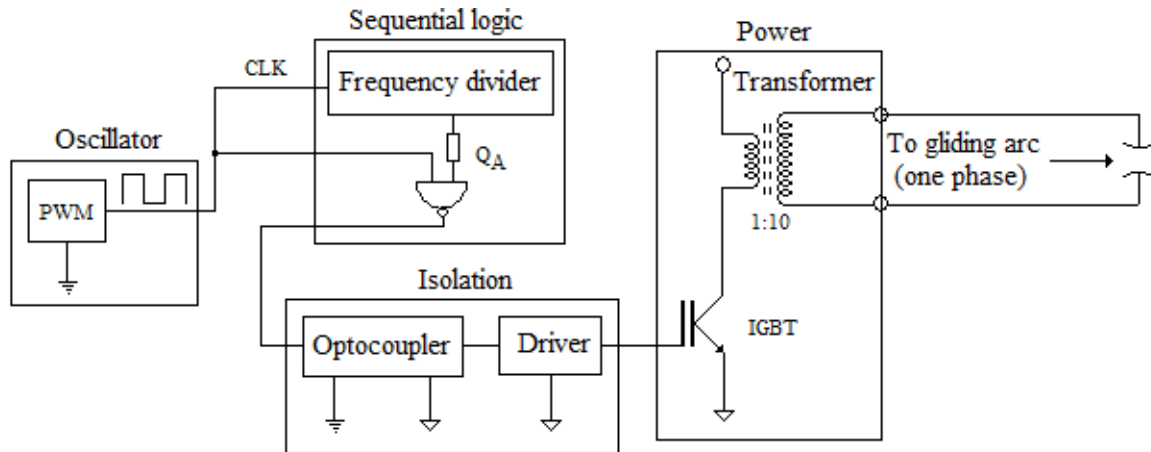 Sequential logic
Power
CLK
Frequency divider
Transformer
Oscillator
Q_A
To gliding arc
(one phase)
PWM
1:10
Isolation
Optocoupler
Driver
IGBT